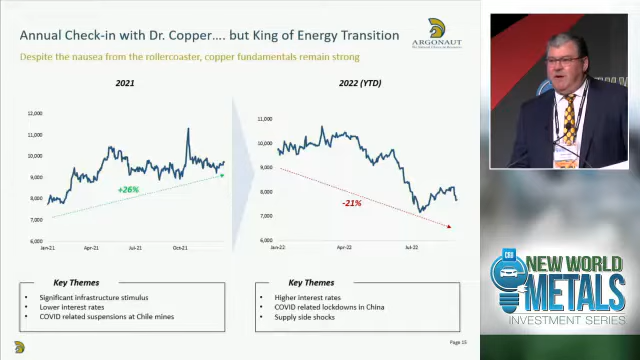 Annual Check-in with Dr. Copper…. but King of Energy Transition
ARGONAUT
Despite the nausea from the rollercoaster, copper fundamentals remain strong
2021
12,000
11,000
10,000
9,000
8,000
7,000
6,000
Jan-21
Apr-21
Jul-21
Oct-21
+26%
2022 (YTD)
11,000
10,000
9,000
8,000
7,000
6,000
Jan-22
Apr-22
Jul-22
-21%
Key Themes
• Significant infrastructure stimulus
• Lower interest rates
• COVID related suspensions at Chile mines
Key Themes
• Higher interest rates
• COVID related lockdowns in China
• Supply side shocks
Page 15
NEW WORLD
METALS
INVESTMENT SERIES